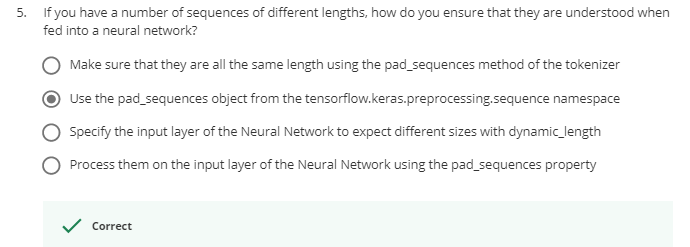 5. If you have a number of sequences of different lengths, how do you ensure that they are understood when
fed into a neural network?
Make sure that they are all the same length using the pad_sequences method of the tokenizer
Use the pad_sequences object from the tensorflow.keras.preprocessing.sequence namespace
Specify the input layer of the Neural Network to expect different sizes with dynamic_length
Process them on the input layer of the Neural Network using the pad_sequences property
Correct